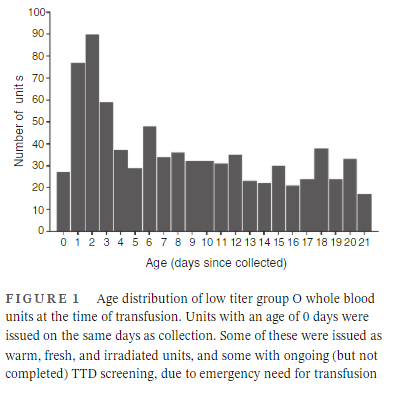 100
90
80
70
60
50
40
30
20
10
0
Number of units
0 1 2 3 4 5 6 7 8 9 10 11 12 13 14 15 16 17 18 19 20 21
Age (days since collected)
FIGURE 1 Age distribution of low titer group O whole blood
units at the time of transfusion. Units with an age of 0 days were
issued on the same days as collection. Some of these were issued as
warm, fresh, and irradiated units, and some with ongoing (but not
completed) TTD screening, due to emergency need for transfusion